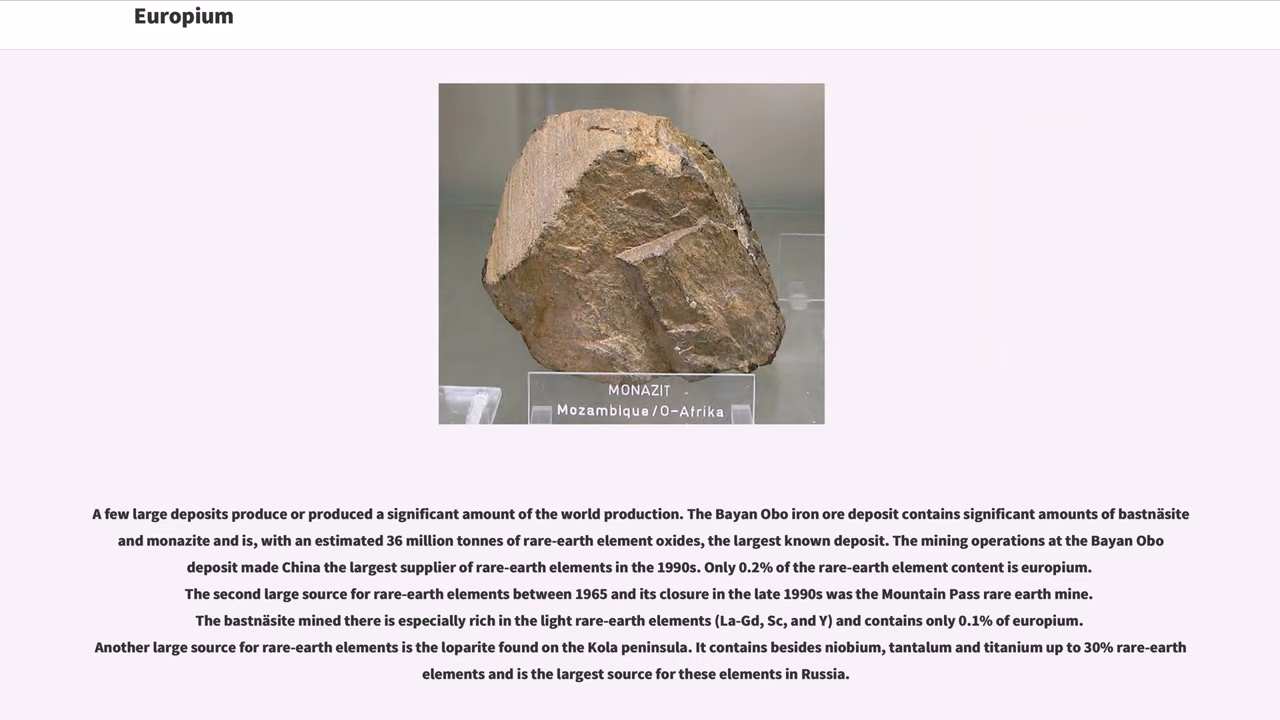 Europium
MONAZIT
Mozambique/O-Afrika
A few large deposits produce or produced a significant amount of the world production. The Bayan Obo iron ore deposit contains significant amounts of bastnäsite
and monazite and is, with an estimated 36 million tonnes of rare-earth element oxides, the largest known deposit. The mining operations at the Bayan Obo
deposit made China the largest supplier of rare-earth elements in the 1990s. Only 0.2% of the rare-earth element content is europium.
The second large source for rare-earth elements between 1965 and its closure in the late 1990s was the Mountain Pass rare earth mine.
The bastnäsite mined there is especially rich in the light rare-earth elements (La-Gd, Sc, and Y) and contains only 0.1% of europium.
Another large source for rare-earth elements is the loparite found on the Kola peninsula. It contains besides niobium, tantalum and titanium up to 30% rare-earth
elements and is the largest source for these elements in Russia.